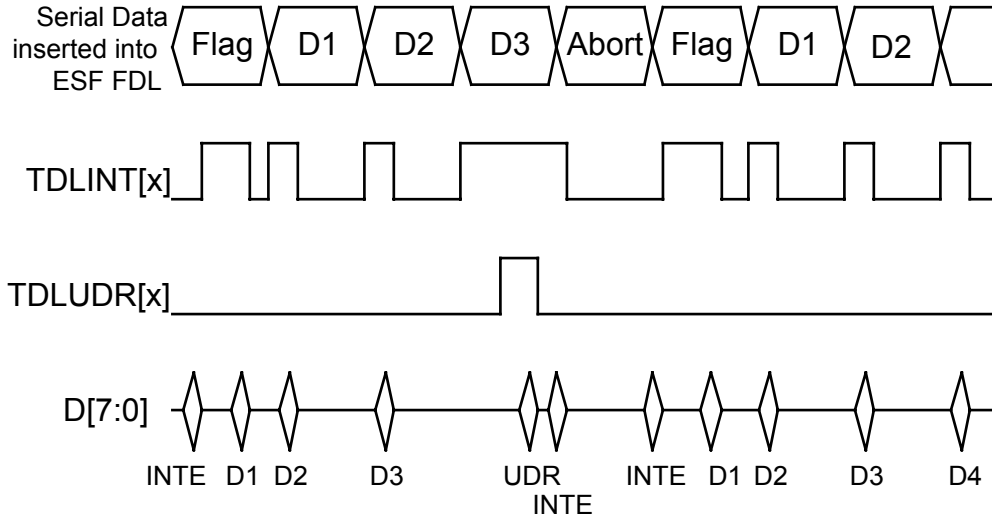 Serial Data
inserted into
ESF FDL
Flag D1 D2 D3 Abort Flag D1 D2
TDLINT[x]
TDLUDR[x]
D[7:0]
INTE D1 D2 D3 UDR INTE D1 D2 D3 D4
INTE